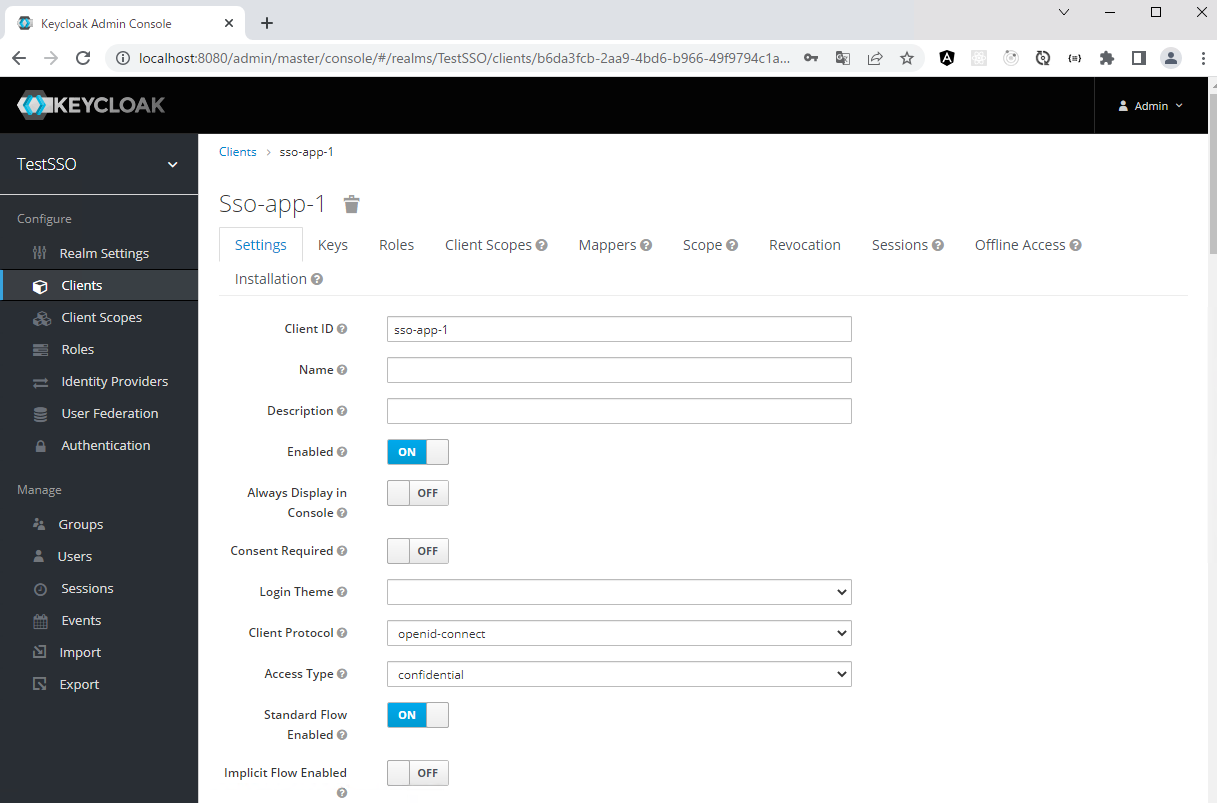 Keycloak Admin Console
localhost:8080/admin/master/console/#/realms/TestSSO/clients/b6da3fcb-2aa9-4bd6-b966-49f9794c1a...
KEYCLOAK
Admin
TestSSO
Configure
Realm Settings
Clients
Client Scopes
Roles
Identity Providers
User Federation
Authentication
Manage
Groups
Users
Sessions
Events
Import
Export
Clients > sso-app-1
Sso-app-1
Settings Keys Roles Client Scopes Mappers Scope Revocation Sessions Offline Access
Installation
Client ID sso-app-1
Name
Description
Enabled ON
Always Display in
Console
OFF
Consent Required OFF
Login Theme
Client Protocol openid-connect
Access Type confidential
Standard Flow
Enabled
ON
Implicit Flow Enabled OFF